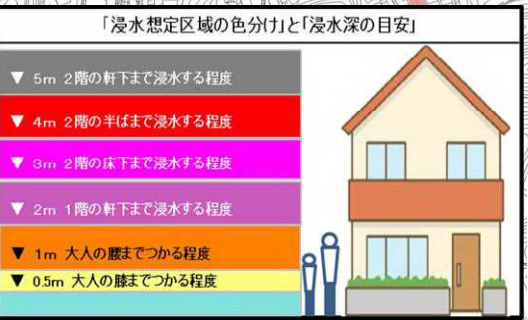 「浸水想定区域の色分け」と「浸水深の目安」
▼ 5m 2階の軒下まで浸水する程度
▼ 4m 2階の半ばまで浸水する程度
▼ 3m 2階の床下まで浸水する程度
▼ 2m 1階の軒下まで浸水する程度
▼ 1m 大人の腰までつかる程度
▼ 0.5m 大人の膝までつかる程度